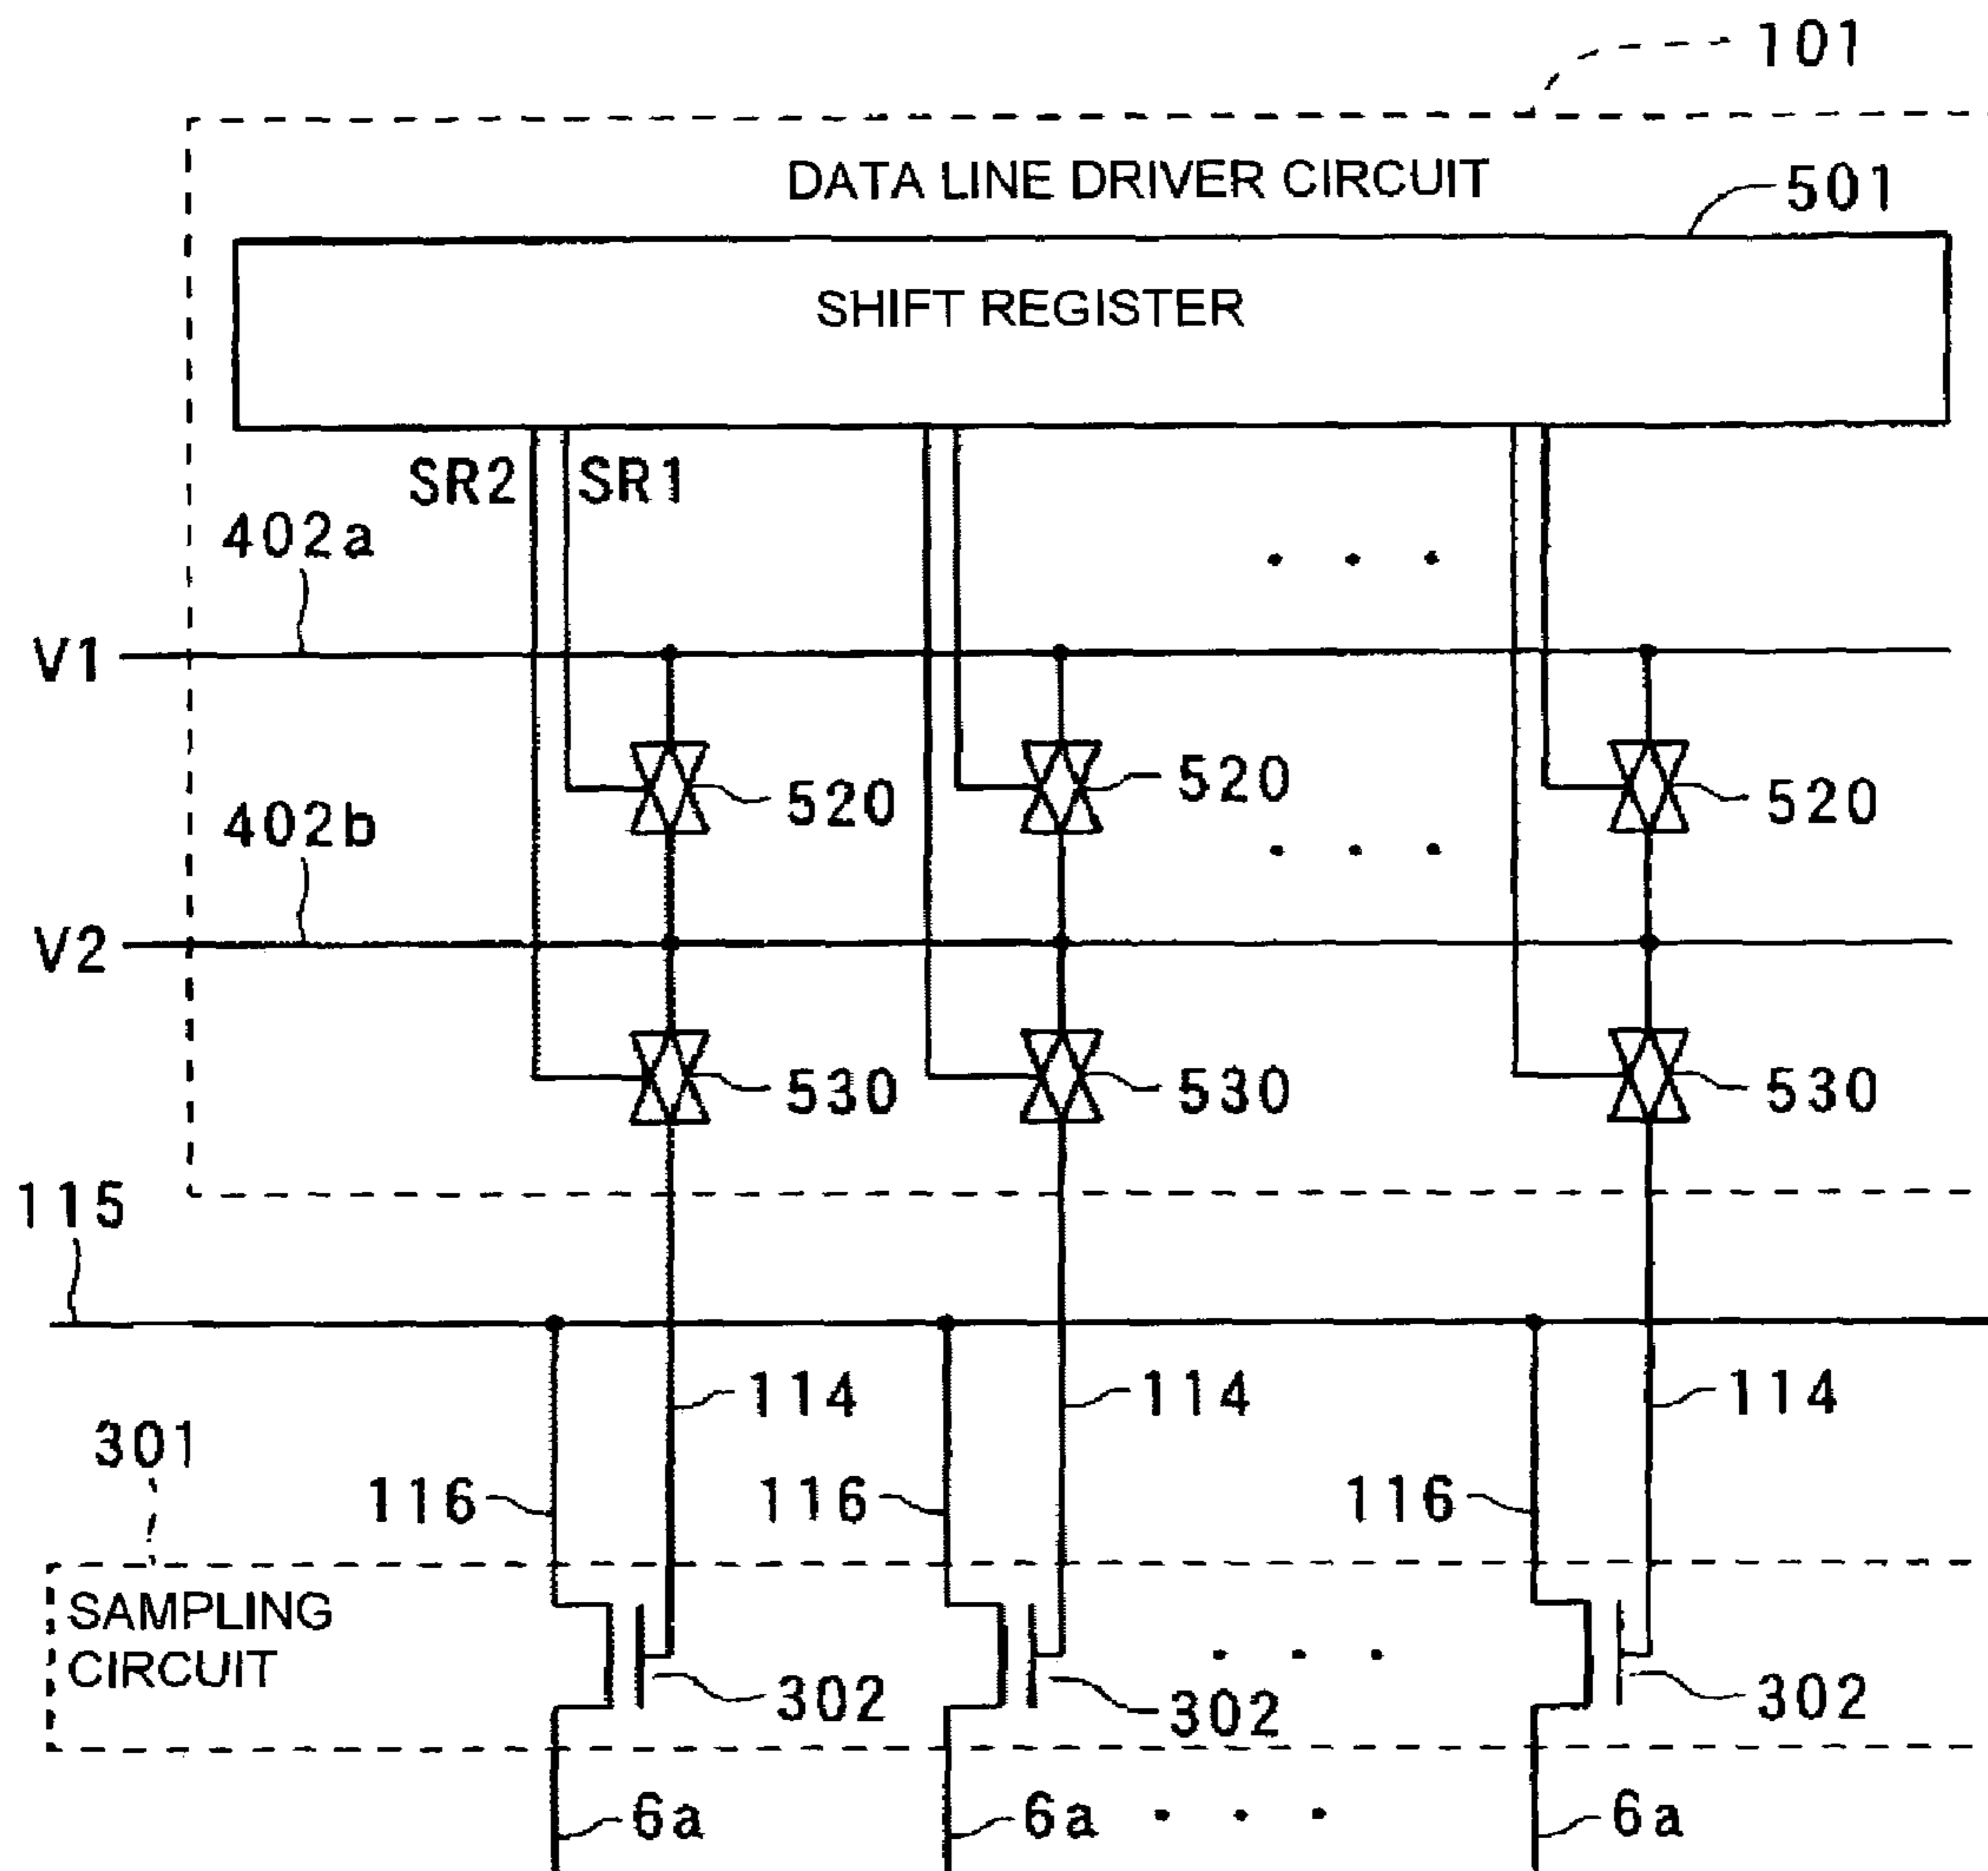 101
DATA LINE DRIVER CIRCUIT
501
SHIFT REGISTER
SR2 SR1
402a
V1
520 520 520
402b
V2
530 530 530
115
114 114 114
301
116 116 116
SAMPLING
CIRCUIT
302 302 302
6a 6a 6a